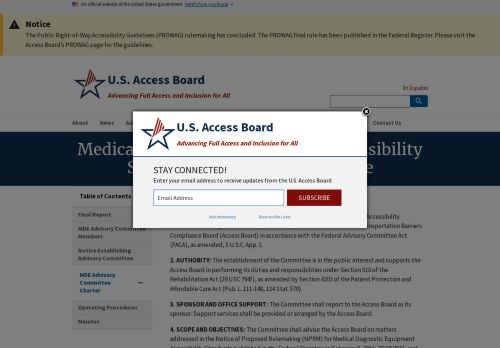 An official website of the United States government Here's how you know
Notice
The Public Right-of-Way Accessibility Guidelines (PROWAG) rulemaking has concluded. The PROWAG final rule has been published in the Federal Register. Please visit the
Access Board's PROWAG page for the guidelines.
U.S. Access Board
Advancing Full Access and Inclusion for All
En Español
About News Contact Us
U.S. Access Board
Advancing Full Access and Inclusion for All
STAY CONNECTED!
Enter your email address to receive updates from the U.S. Access Board.
Email Address SUBSCRIBE
Not Interested Remind Me Later
Table of Contents
Final Report
MDE Advisory Committee
Members
Notice Establishing
Advisory Committee
MDE Advisory
Committee
Charter
Operating Procedures
Minutes
Accessibility
Compliance Board (Access Board) in accordance with the Federal Advisory Committee Act
(FACA), as amended, 5 U.S.C. App. 2.
2. AUTHORITY: The establishment of the Committee is in the public interest and supports the
Access Board in performing its duties and responsibilities under Section 510 of the
Rehabilitation Act (29 USC 794f), as amended by Section 4203 of the Patient Protection and
Affordable Care Act (Pub. L. 111-148, 124 Stat. 570).
3. SPONSOR AND OFFICE SUPPORT: The Committee shall report to the Access Board as its
sponsor. Support services shall be provided or arranged by the Access Board.
4. SCOPE AND OBJECTIVES: The Committee shall advise the Access Board on matters
addressed in the Notice of Proposed Rulemaking (NPRM) for Medical Diagnostic Equipment